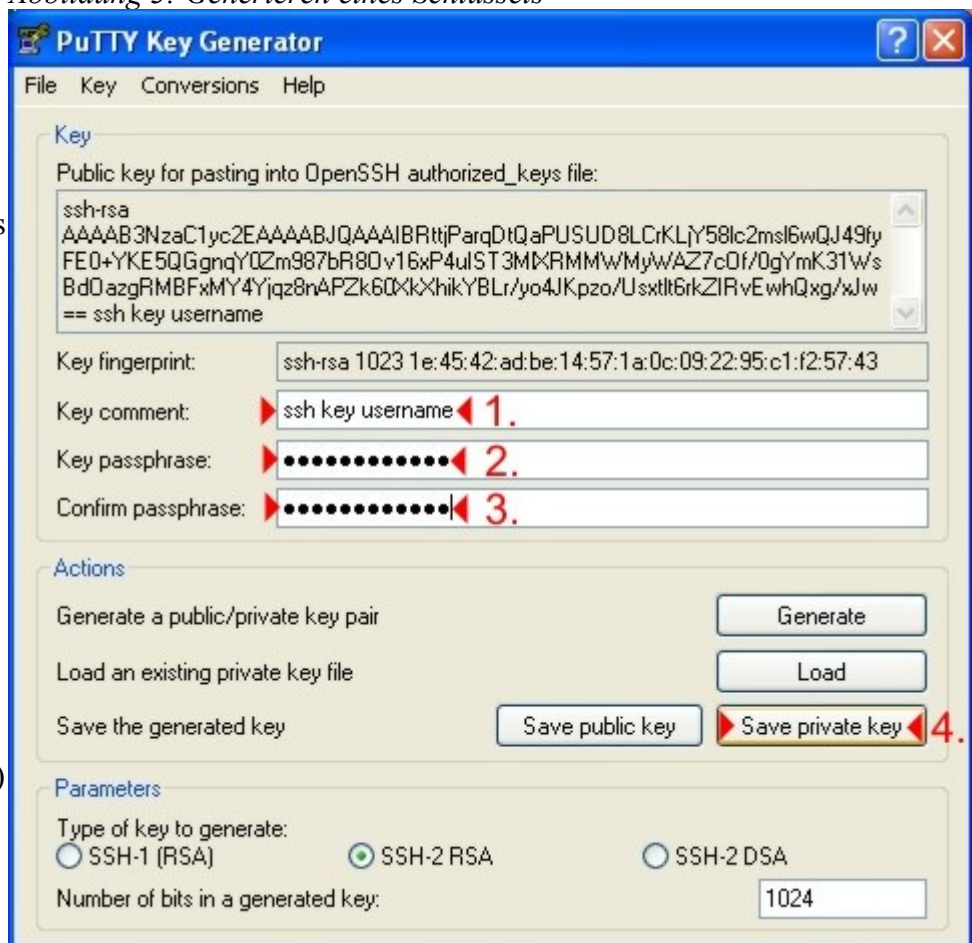 Abbildung 5: Generieren eines Schlüssels
PuTTY Key Generator
File Key Conversions Help
Key
Public key for pasting into OpenSSH authorized_keys file:
ssh-rsa
AAAAB3NzaC1yc2EAAAABJQAAAIBRttjParqDtQaPUSUD8LCrKLjY58lc2msl6wQJ49fy
FE0+YKE5QGgnqY0Zm987bR8Ov16xP4uIST3MIXRMMWMyWAZ7cOf/0gYmK31Ws
BdOazgRMBFxMY4Yjqz8nAPZk60XkXhikYBLr/yo4JKpzo/Usxtlt6rkZIRvEwhQxg/xJw
== ssh key username
s
Key fingerprint: ssh-rsa 1023 1e:45:42:ad:be:14:57:1a:0c:09:22:95:c1:f2:57:43
Key comment: ssh key username 1.
Key passphrase: ●●●●●●●●●●●● 2.
Confirm passphrase: ●●●●●●●●●●●● 3.
Actions
Generate a public/private key pair Generate
Load an existing private key file Load
Save the generated key Save public key Save private key 4.
)
Parameters
Type of key to generate:
SSH-1 (RSA) SSH-2 RSA SSH-2 DSA
Number of bits in a generated key: 1024